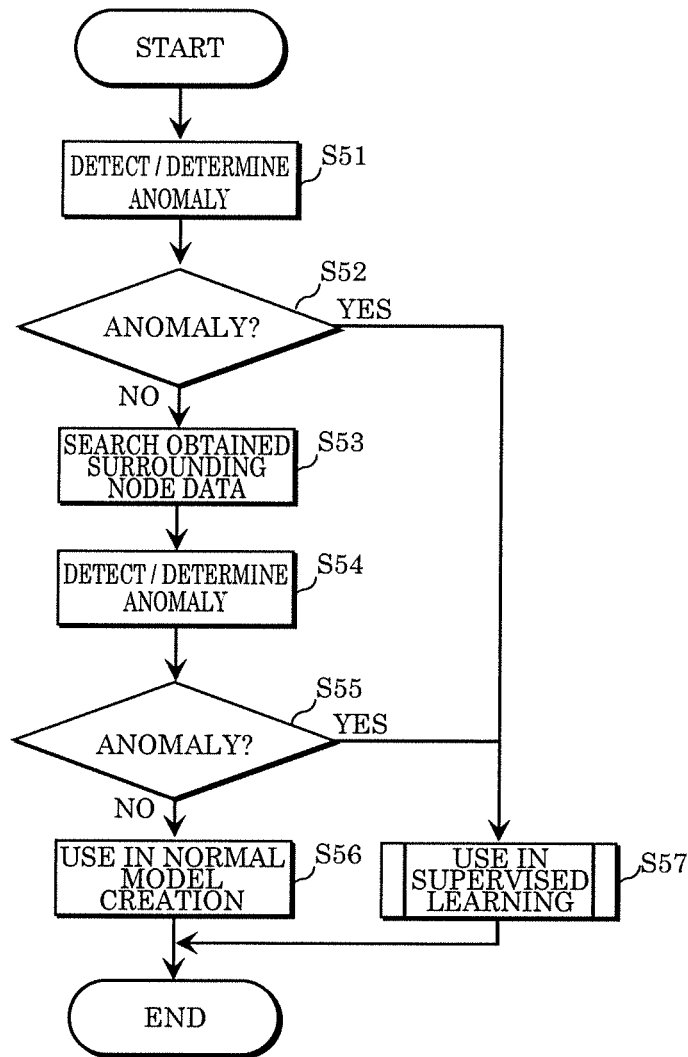 START
DETECT / DETERMINE
ANOMALY
S51
ANOMALY?
S52
YES
NO
SEARCH OBTAINED
SURROUNDING
NODE DATA
S53
DETECT / DETERMINE
ANOMALY
S54
ANOMALY?
S55
YES
NO
USE IN NORMAL
MODEL
CREATION
S56
USE IN
SUPERVISED
LEARNING
S57
END